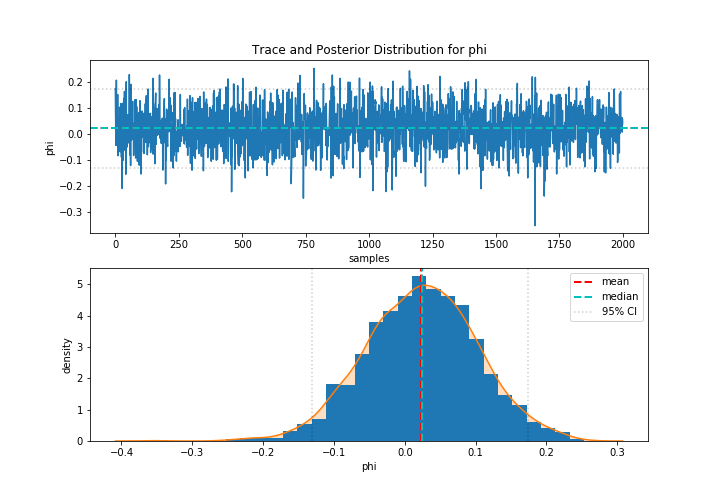 Trace and Posterior Distribution for phi
0.2
0.1
0.0
−0.1
−0.2
−0.3
phi
0 250 500 750 1000 1250 1500 1750 2000
samples
5
4
3
2
1
0
density
mean
median
95% CI
−0.4 −0.3 −0.2 −0.1 0.0 0.1 0.2 0.3
phi